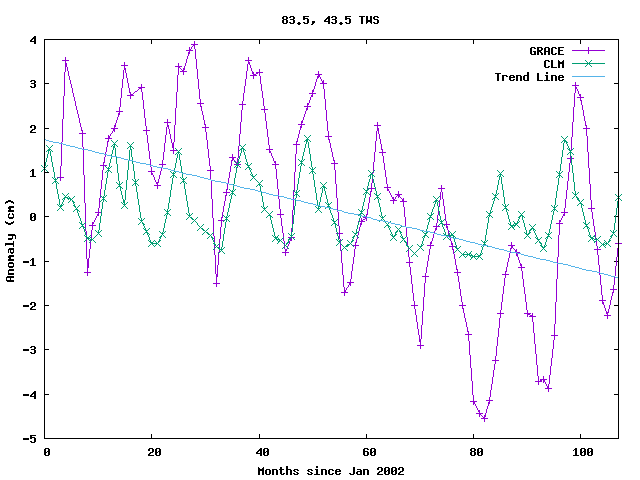 83.5, 43.5 TWS
GRACE
CLM
Trend Line
4
3
2
1
0
-1
-2
-3
-4
-5
Anomaly (cm)
0 20 40 60 80 100
Months since Jan 2002